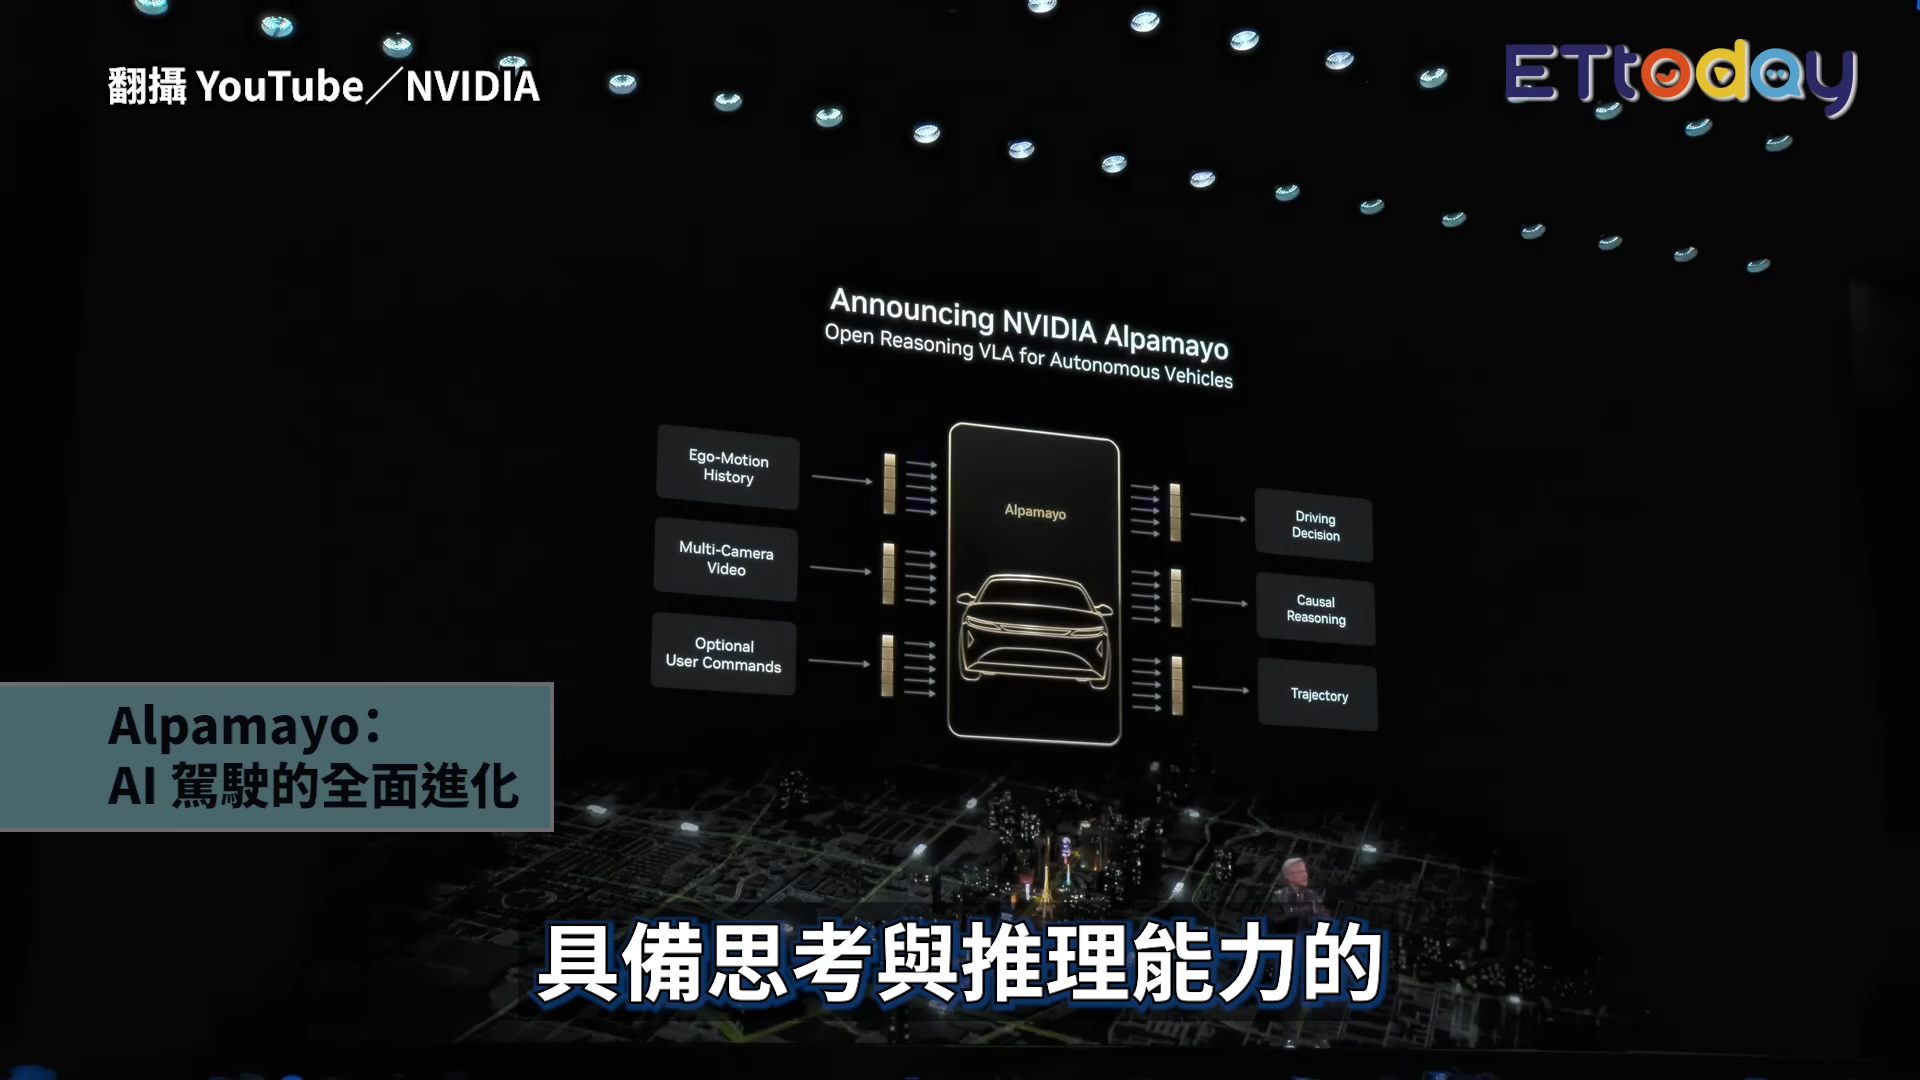 翻攝 YouTube／NVIDIA
ETtoday
Announcing NVIDIA Alpamayo
Open Reasoning VLA for Autonomous Vehicles
Ego-Motion
History
Multi-Camera
Video
Optional
User Commands
Alpamayo
Driving
Decision
Causal
Reasoning
Trajectory
Alpamayo：
AI 駕駛的全面進化
具備思考與推理能力的